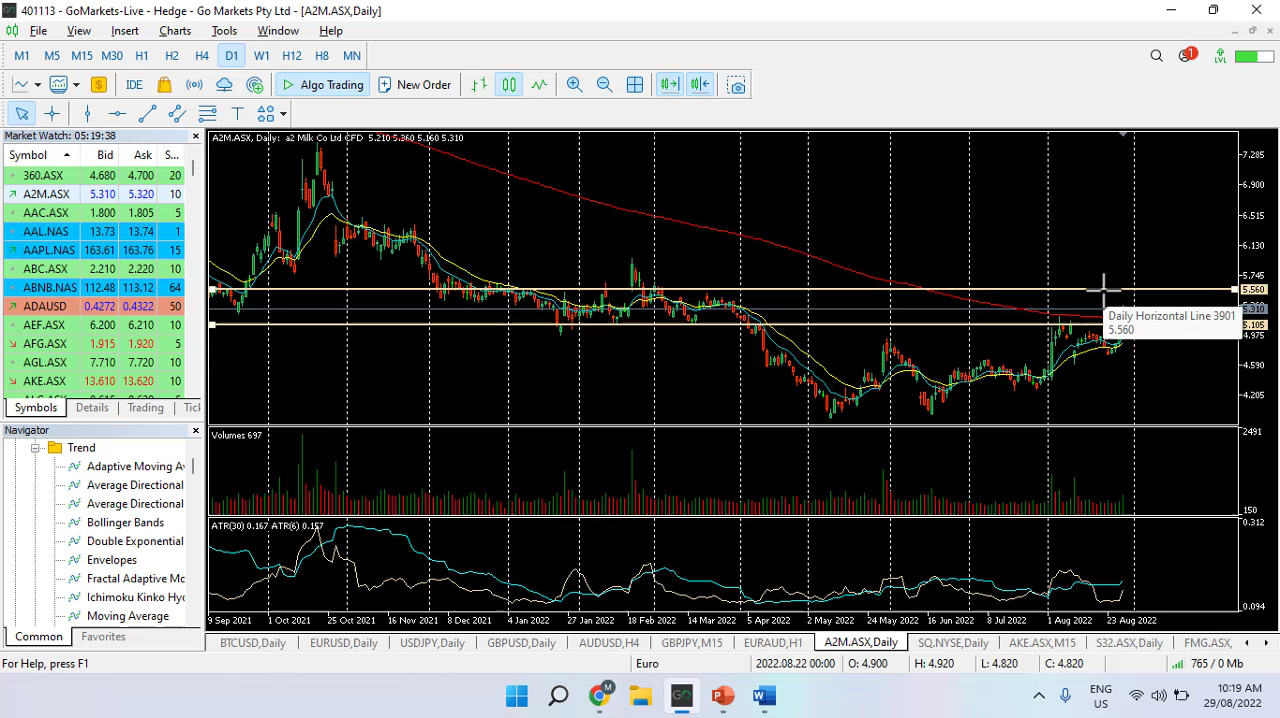 401113 - GoMarkets-Live - Hedge - Go Markets Pty Ltd - [A2M.ASX,Daily]
File View Insert Charts Tools Window Help
M1 M5 M15 M30 H1 H2 H4 D1 W1 H12 H8 MN
1 LVL
IDE Algo Trading New Order
Market Watch: 05:19:38
Symbol Bid Ask S...
360.ASX 4.680 4.700 20
A2M.ASX 5.310 5.320 10
AAC.ASX 1.800 1.805 5
AAL.NAS 13.73 13.74 1
AAPL.NAS 163.61 163.76 15
ABC.ASX 2.210 2.220 10
ABNB.NAS 112.48 113.12 64
ADAUSD 0.4272 0.4322 50
AEF.ASX 6.200 6.210 10
AFG.ASX 1.915 1.920 5
AGL.ASX 7.710 7.720 10
AKE.ASX 13.610 13.620 10
Symbols Details Trading Tick
Navigator
Trend
Adaptive Moving Av
Average Directional
Average Directional
Bollinger Bands
Double Exponential
Envelopes
Fractal Adaptive Mo
Ichimoku Kinko Hyo
Moving Average
Common Favorites
A2M.ASX, Daily: a2 Milk Co Ltd CFD 5.210 5.360 5.160 5.310
7.285
6.900
6.515
6.130
5.745
5.560
5.310
5.105
4.975
4.590
4.205
Daily Horizontal Line 3901
5.560
Volumes 697
2491
150
ATR(30) 0.167 ATR(6) 0.157
0.312
0.094
9 Sep 2021 1 Oct 2021 25 Oct 2021 16 Nov 2021 8 Dec 2021 4 Jan 2022 27 Jan 2022 18 Feb 2022 14 Mar 2022 5 Apr 2022 2 May 2022 24 May 2022 16 Jun 2022 8 Jul 2022 1 Aug 2022 23 Aug 2022
BTCUSD,Daily EURUSD,Daily USDJPY,Daily GBPUSD,Daily AUDUSD,H4 GBPJPY,M15 EURAUD,H1 A2M.ASX,Daily SQ.NYSE,Daily AKE.ASX,M15 S32.ASX,Daily FMG.ASX,
For Help, press F1 Euro 2022.08.22 00:00 O: 4.900 H: 4.920 L: 4.820 C: 4.820 765 / 0 Mb
ENG
US
10:19 AM
29/08/2022